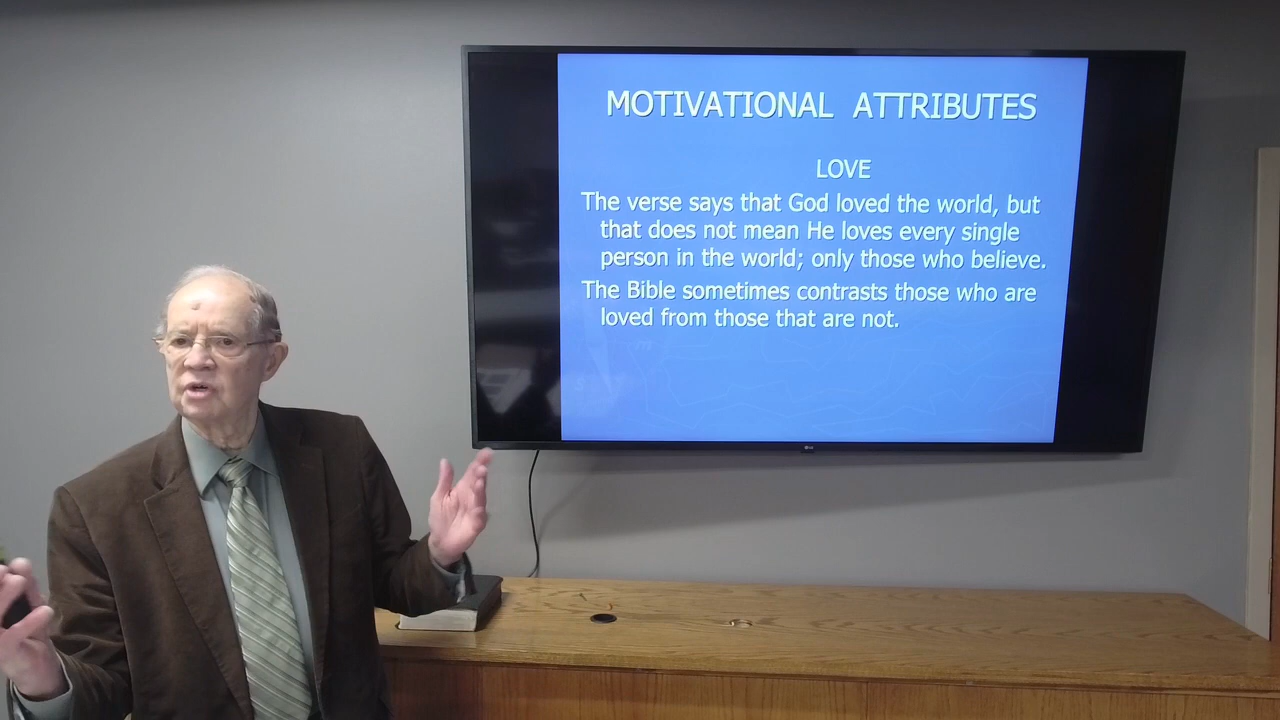 MOTIVATIONAL ATTRIBUTES
LOVE
The verse says that God loved the world, but
that does not mean He loves every single
person in the world; only those who believe.
The Bible sometimes contrasts those who are
loved from those that are not.
LG